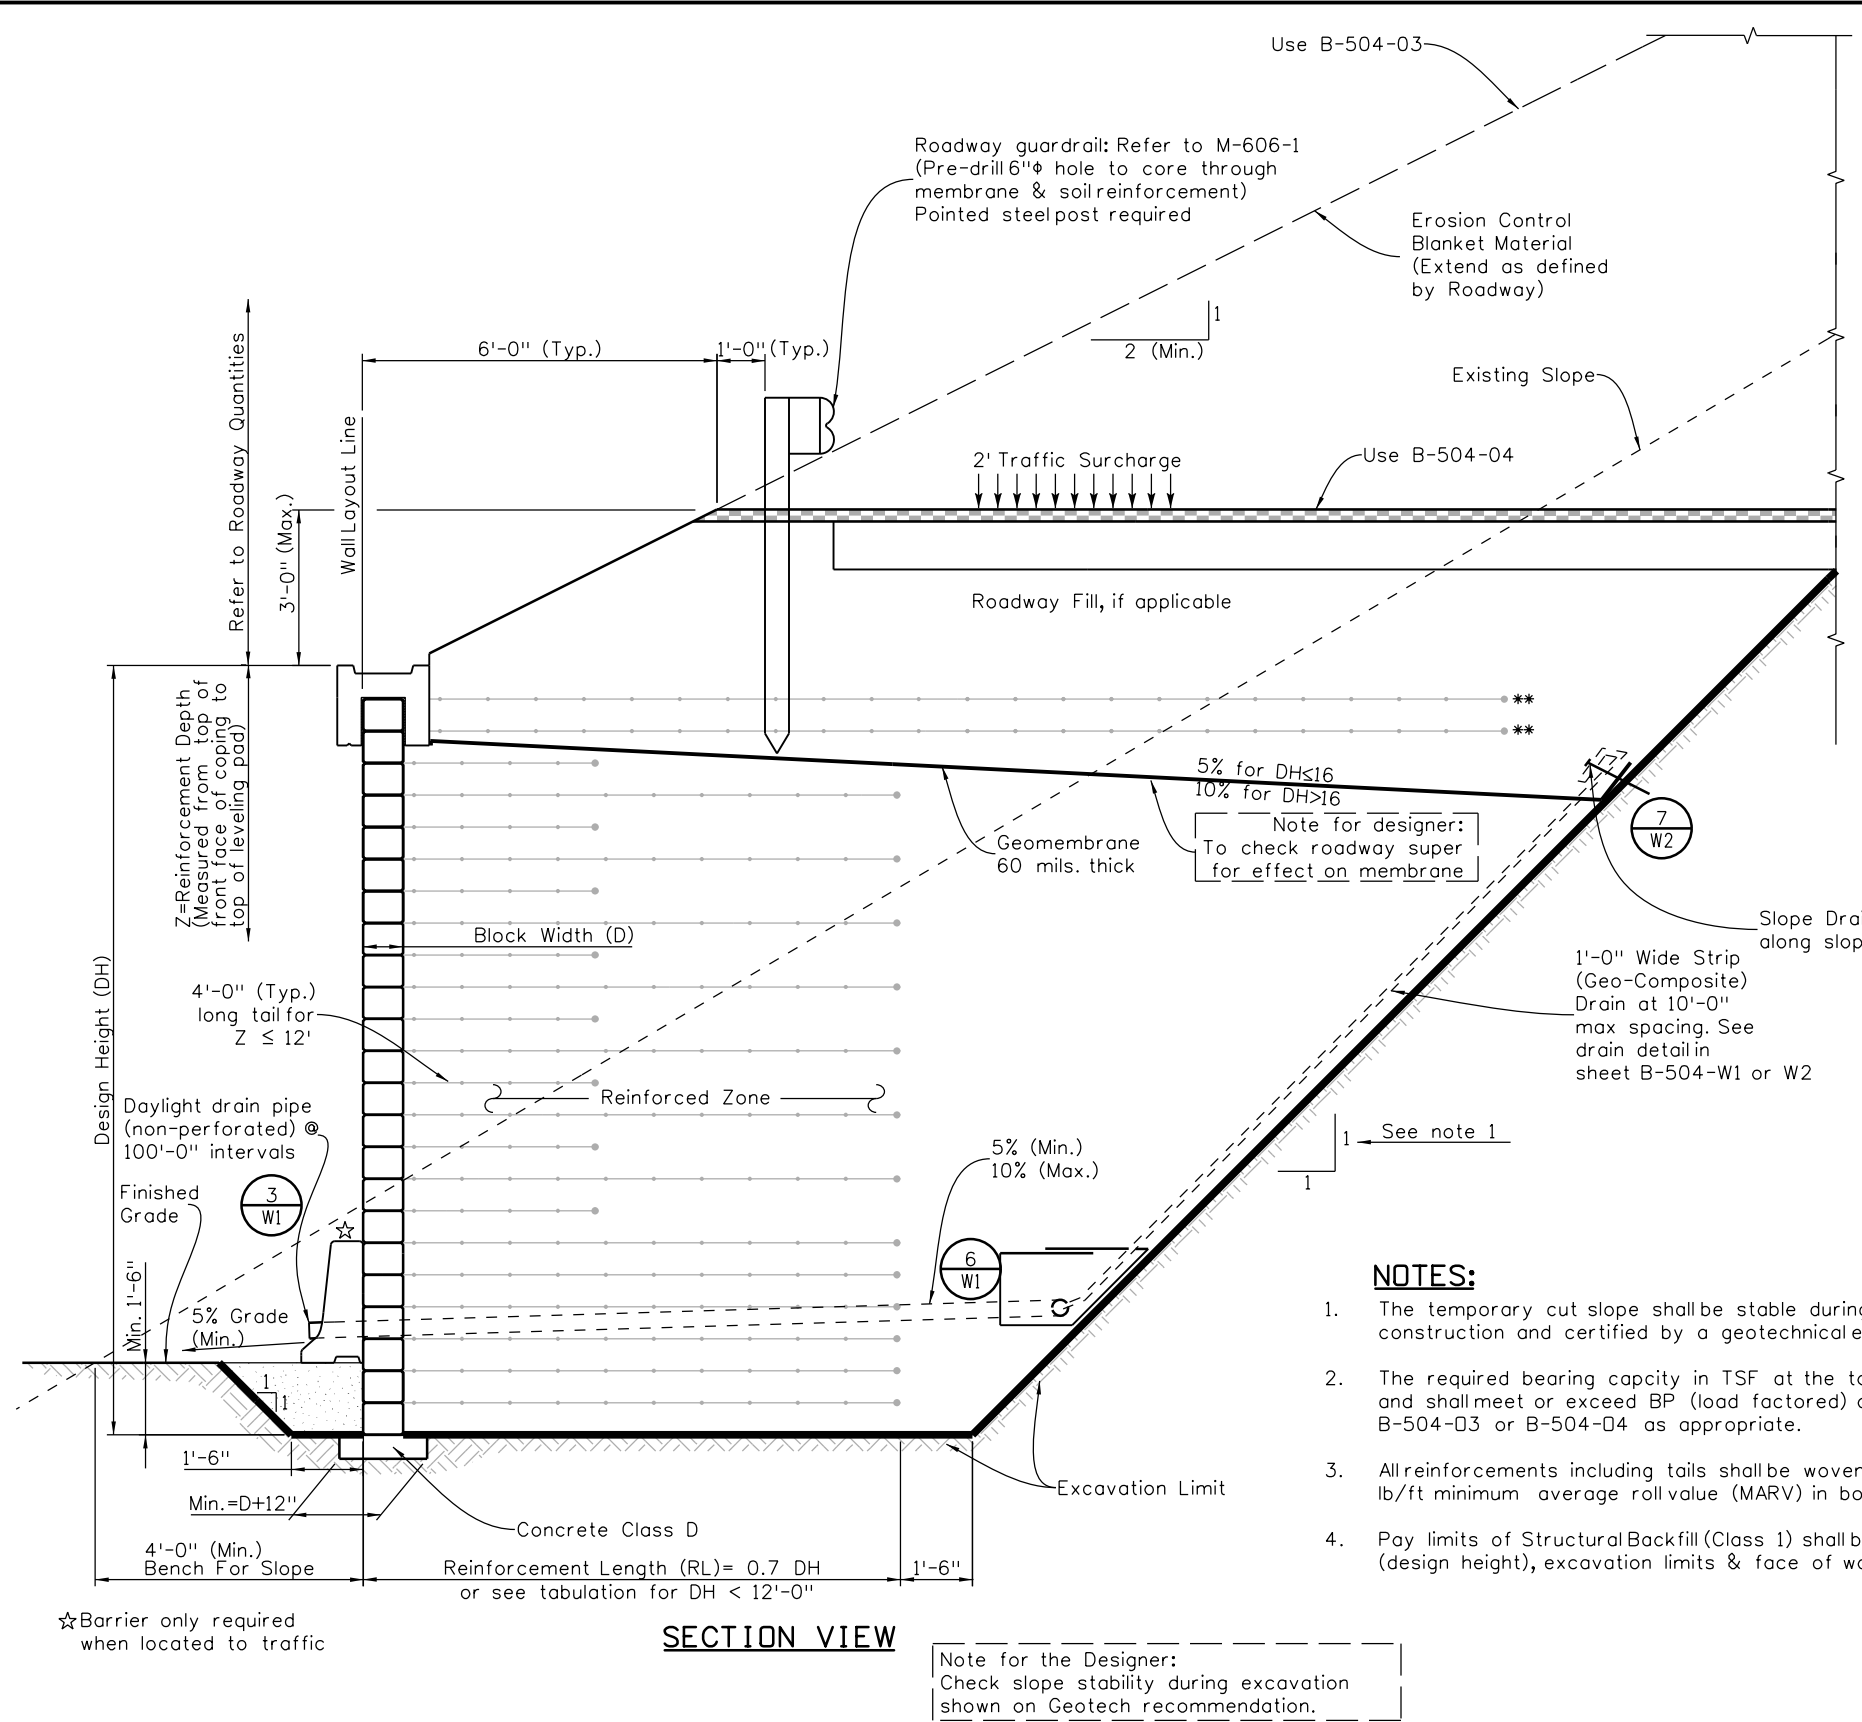 Use B-504-03
Roadway guardrail: Refer to M-606-1
(Pre-drill 6"Φ hole to core through
membrane & soil reinforcement)
Pointed steel post required
Erosion Control
Blanket Material
(Extend as defined
by Roadway)
1
2 (Min.)
6'-0" (Typ.)
1'-0" (Typ.)
Existing Slope
Refer to Roadway Quantities
Wall Layout Line
3'-0" (Max.)
2' Traffic Surcharge
Use B-504-04
Roadway Fill, if applicable
**
**
Z=Reinforcement Depth
(Measured from top of
front face of coping to
top of leveling pad)
5% for DH≤16
10% for DH>16
Note for designer:
To check roadway super
for effect on membrane
Geomembrane
60 mils. thick
7
W2
Slope Drai
along slop
Block Width (D)
1'-0" Wide Strip
(Geo-Composite)
Drain at 10'-0"
max spacing. See
drain detail in
sheet B-504-W1 or W2
Design Height (DH)
4'-0" (Typ.)
long tail for
Z ≤ 12'
Reinforced Zone
Daylight drain pipe
(non-perforated) @
100'-0" intervals
5% (Min.)
10% (Max.)
1
1
See note 1
Finished
Grade
3
W1
☆
6
W1
Min. 1'-6"
5% Grade
(Min.)
1
1
1'-6"
Min.=D+12"
Concrete Class D
Excavation Limit
4'-0" (Min.)
Bench For Slope
Reinforcement Length (RL)= 0.7 DH
or see tabulation for DH < 12'-0"
1'-6"
☆Barrier only required
when located to traffic
SECTION VIEW
Note for the Designer:
Check slope stability during excavation
shown on Geotech recommendation.
NOTES:
1. The temporary cut slope shall be stable during
construction and certified by a geotechnical e
2. The required bearing capcity in TSF at the to
and shall meet or exceed BP (load factored) o
B-504-03 or B-504-04 as appropriate.
3. All reinforcements including tails shall be woven
lb/ft minimum average roll value (MARV) in bo
4. Pay limits of Structural Backfill (Class 1) shall b
(design height), excavation limits & face of wa